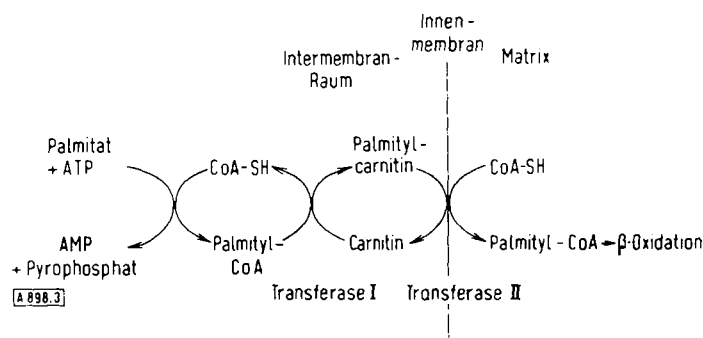 Innen-
membran
Intermembran-
Raum
Matrix
Palmitat
+ ATP
CoA-SH
Palmityl-
carnitin
CoA-SH
AMP
+ Pyrophosphat
Palmityl-
CoA
Carnitin
Palmityl-CoA
β-Oxidation
A 898.3
Transferase I
Transferase II